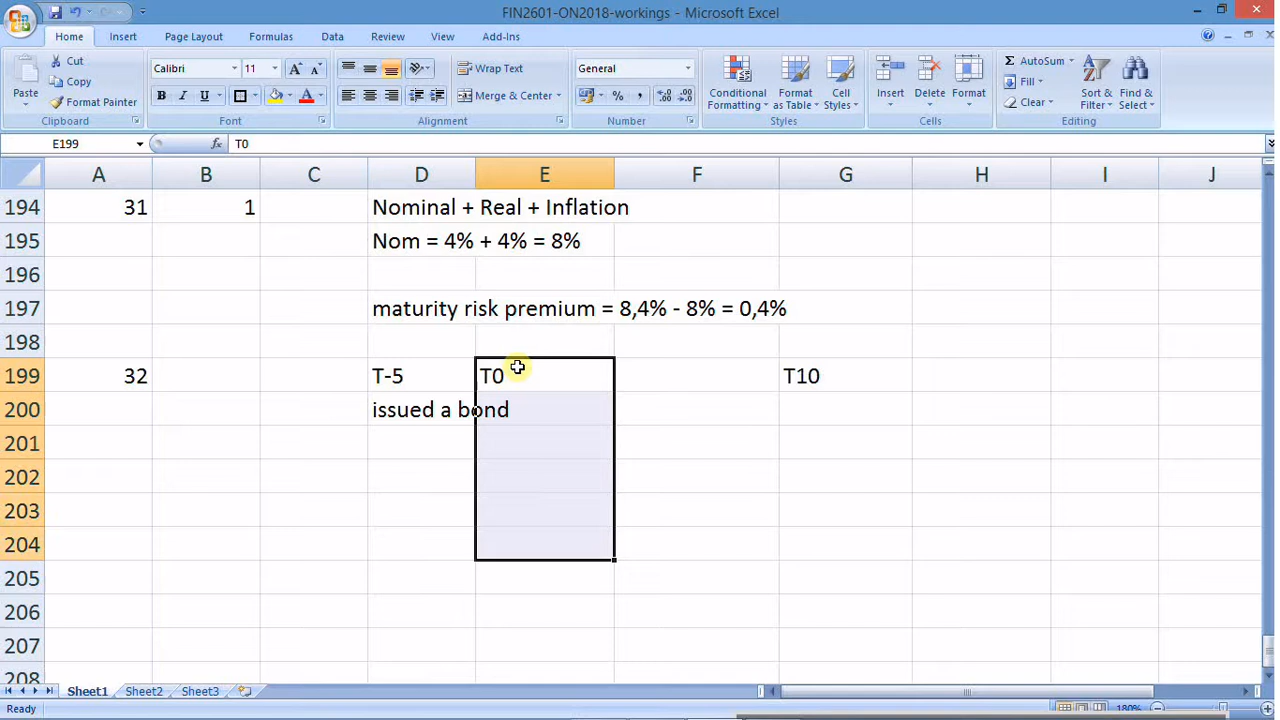 FIN2601-ON2018-workings - Microsoft Excel
Home Insert Page Layout Formulas Data Review View Add-Ins
Paste
Cut
Copy
Format Painter
Clipboard
Calibri 11
B I U
Font
Wrap Text
Merge & Center
Alignment
General
%
Number
Conditional Formatting
Format as Table
Cell Styles
Styles
Insert Delete Format
Cells
Σ AutoSum
Fill
Clear
Sort & Filter
Find & Select
Editing
E199 fx T0
A B C D E F G H I J
194 31 1 Nominal + Real + Inflation
195 Nom = 4% + 4% = 8%
196
197 maturity risk premium = 8,4% - 8% = 0,4%
198
199 32 T-5 T0 T10
200 issued a bond
201
202
203
204
205
206
207
208
Sheet1 Sheet2 Sheet3
Ready 180%